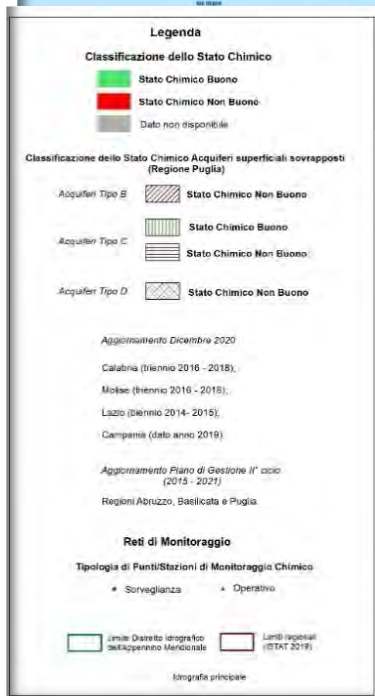 Legenda
Classificazione dello Stato Chimico
Stato Chimico Buono
Stato Chimico Non Buono
Dato non disponibile
Classificazione dello Stato Chimico Acquiferi superficiali sovrapposti
(Regione Puglia)
Acquiferi Tipo B Stato Chimico Non Buono
Stato Chimico Buono
Acquiferi Tipo C
Stato Chimico Non Buono
Acquiferi Tipo D Stato Chimico Non Buono
Aggiornamento Dicembre 2020
Calabria (triennio 2016 - 2018);
Molise (triennio 2016 - 2018);
Lazio (biennio 2014- 2015);
Campania (dato anno 2019)
Aggiornamento Piano di Gestione II° ciclo
(2015 - 2021)
Regioni Abruzzo, Basilicata e Puglia.
Reti di Monitoraggio
Tipologia di Punti/Stazioni di Monitoraggio Chimico
Sorveglianza Operativo
Limite Distretto Idrografico dell'Appennino Meridionale
Limiti regionali (ISTAT 2019)
Idrografia principale